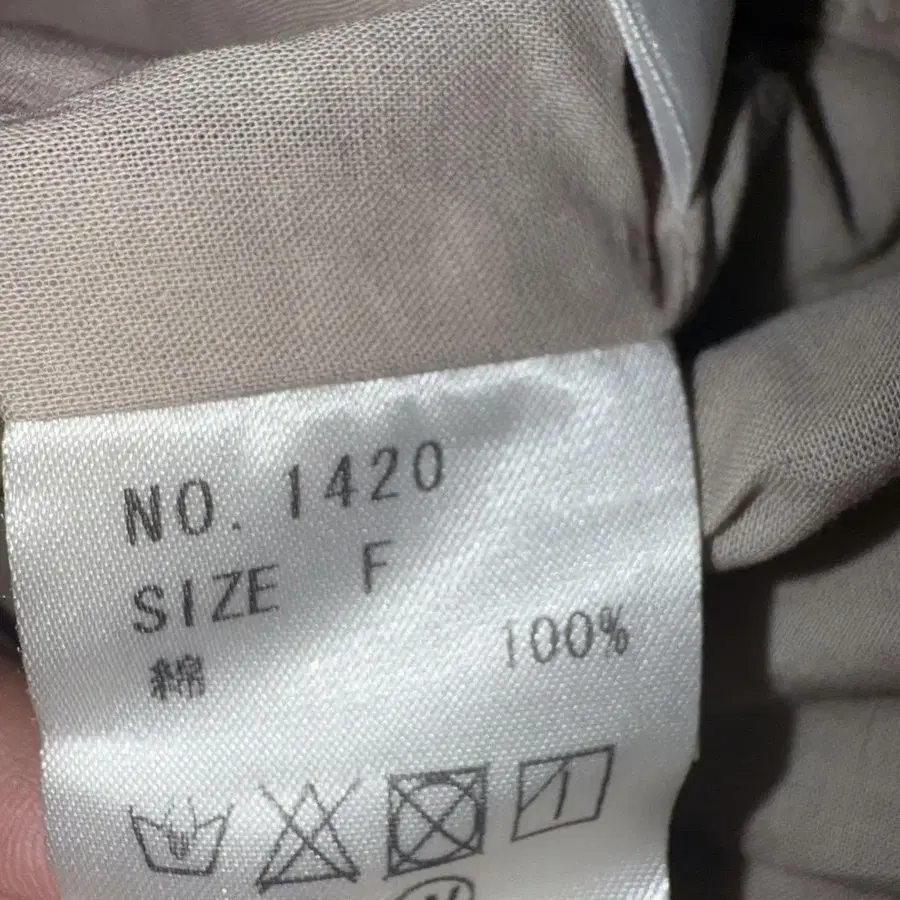 NO. 1420
SIZE F
綿 100%
W